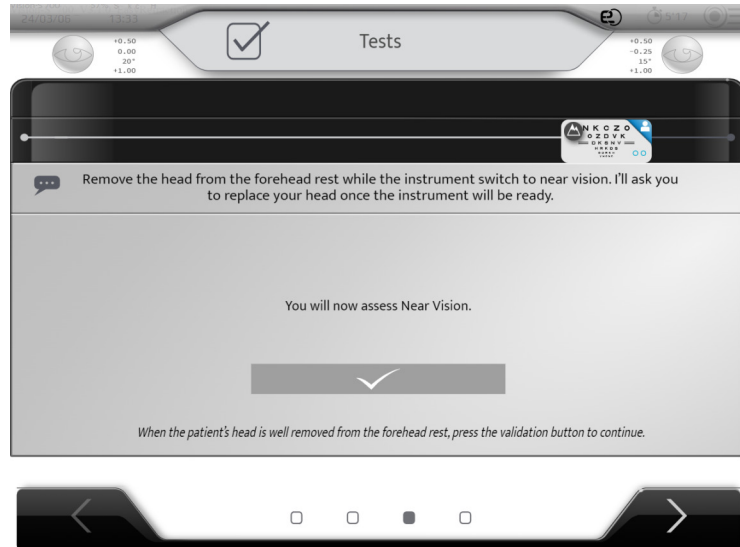 24/03/06 13:33
Tests
5'17
+0.50
0.00
20°
+1.00
+0.50
-0.25
15°
+1.00
N K C Z O
O Z D V K
Remove the head from the forehead rest while the instrument switch to near vision. I'll ask you
to replace your head once the instrument will be ready.
You will now assess Near Vision.
When the patient's head is well removed from the forehead rest, press the validation button to continue.